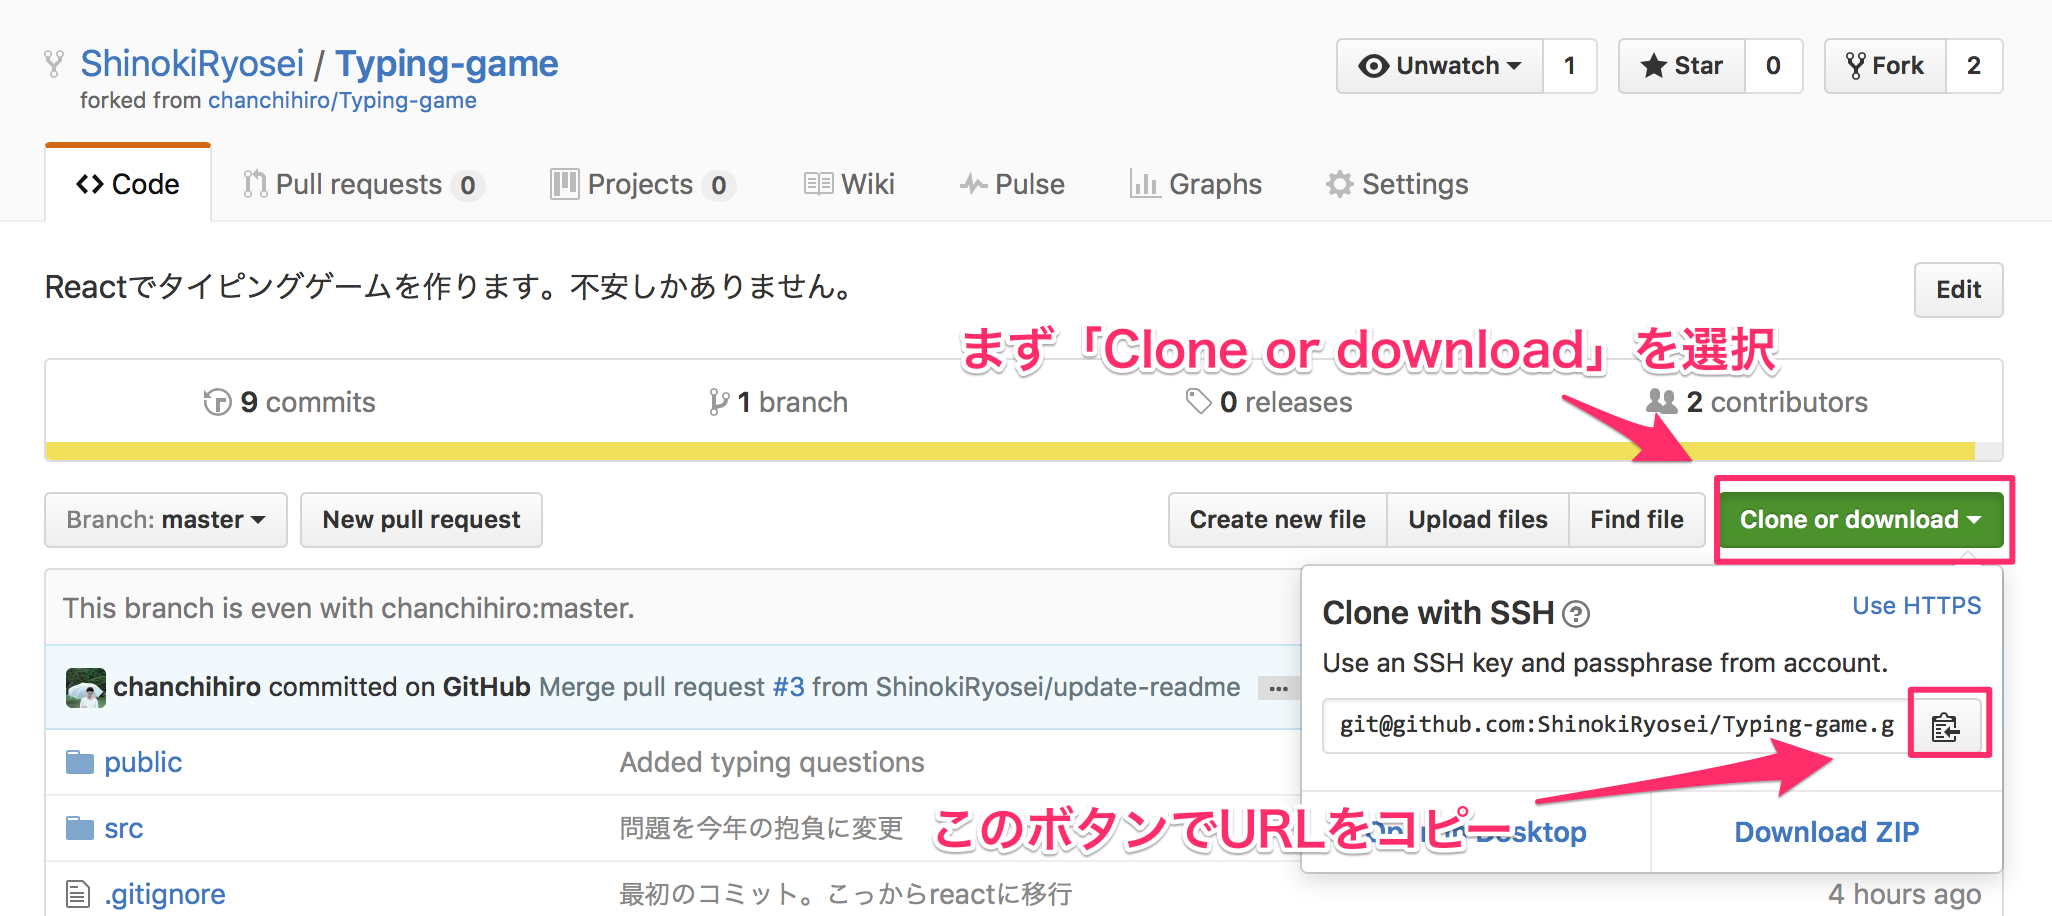 ShinokiRyosei / Typing-game
forked from chanchihiro/Typing-game
Unwatch 1
Star 0
Fork 2
Code
Pull requests 0
Projects 0
Wiki
Pulse
Graphs
Settings
Reactでタイピングゲームを作ります。不安しかありません。
Edit
まず「Clone or download」を選択
9 commits
1 branch
0 releases
2 contributors
Branch: master
New pull request
Create new file
Upload files
Find file
Clone or download
This branch is even with chanchihiro:master.
Clone with SSH ?
Use HTTPS
Use an SSH key and passphrase from account.
chanchihiro committed on GitHub Merge pull request #3 from ShinokiRyosei/update-readme ...
git@github.com:ShinokiRyosei/Typing-game.g
public
Added typing questions
src
問題を今年の抱負に変更
このボタンでURLをコピー
Desktop
Download ZIP
.gitignore
最初のコミット。こっからreactに移行
4 hours ago